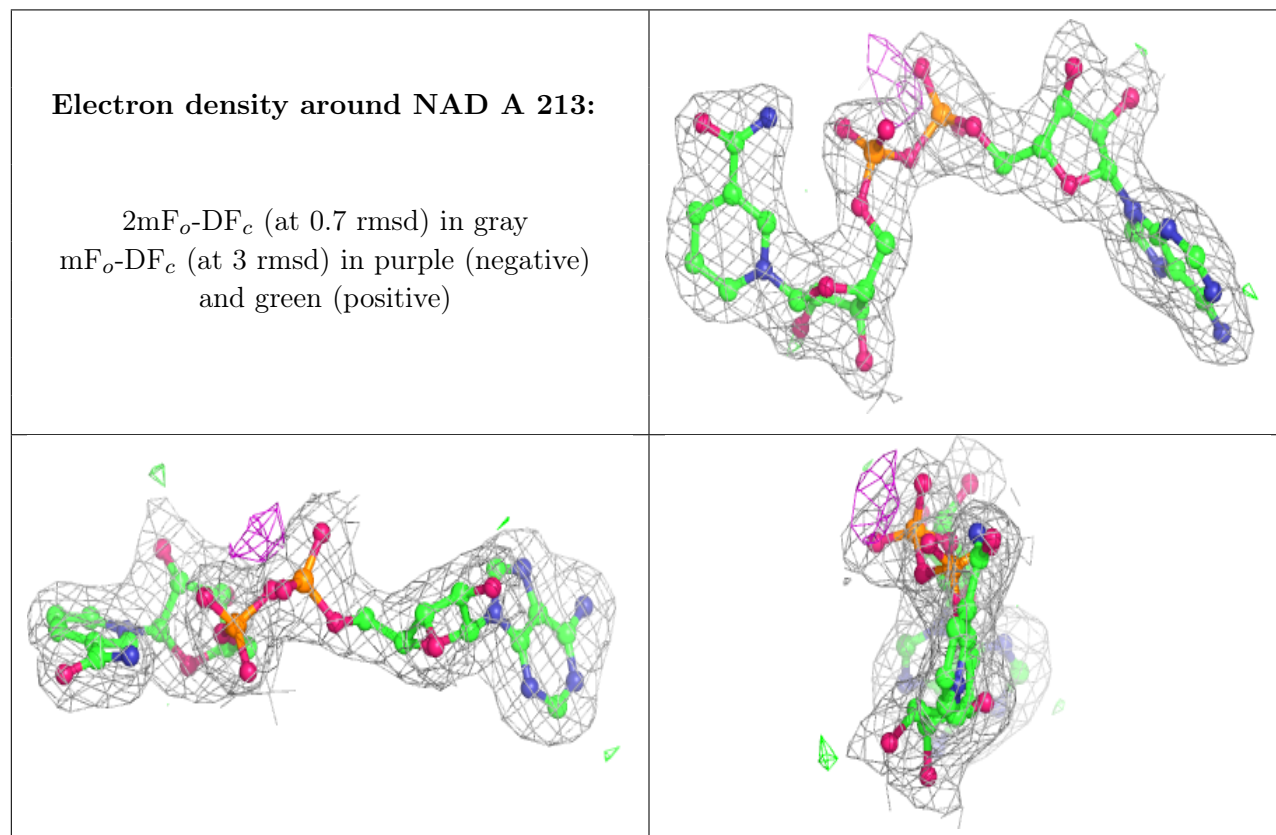 Electron density around NAD A 213:
2mFo-DFc (at 0.7 rmsd) in gray
mFo-DFc (at 3 rmsd) in purple (negative)
and green (positive)